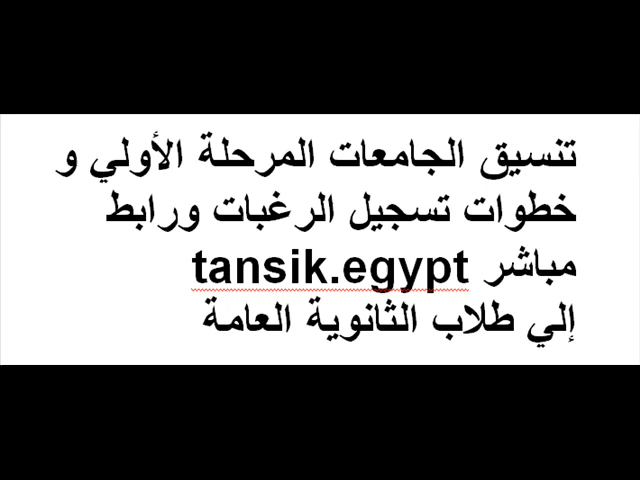 تنسيق الجامعات المرحلة الأولي و
خطوات تسجيل الرغبات ورابط
مباشر tansik.egypt
إلي طلاب الثانوية العامة